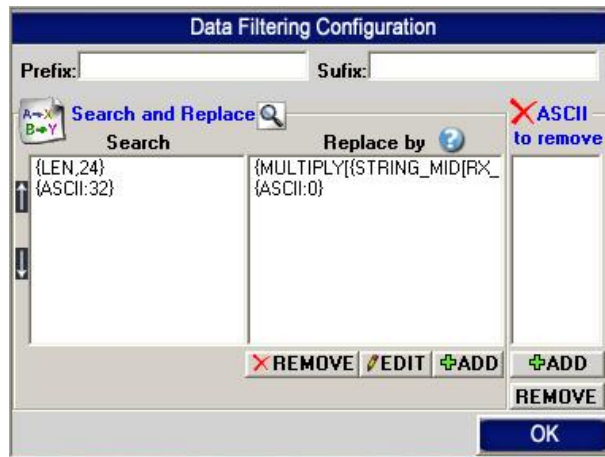 Data Filtering Configuration
Prefix: Sufix:
A→X
B→Y
Search and Replace
ASCII
to remove
Search Replace by ?
{LEN,24} {MULTIPLY[{STRING_MID[RX_
{ASCII:32} {ASCII:0}
REMOVE EDIT ADD ADD
REMOVE
OK